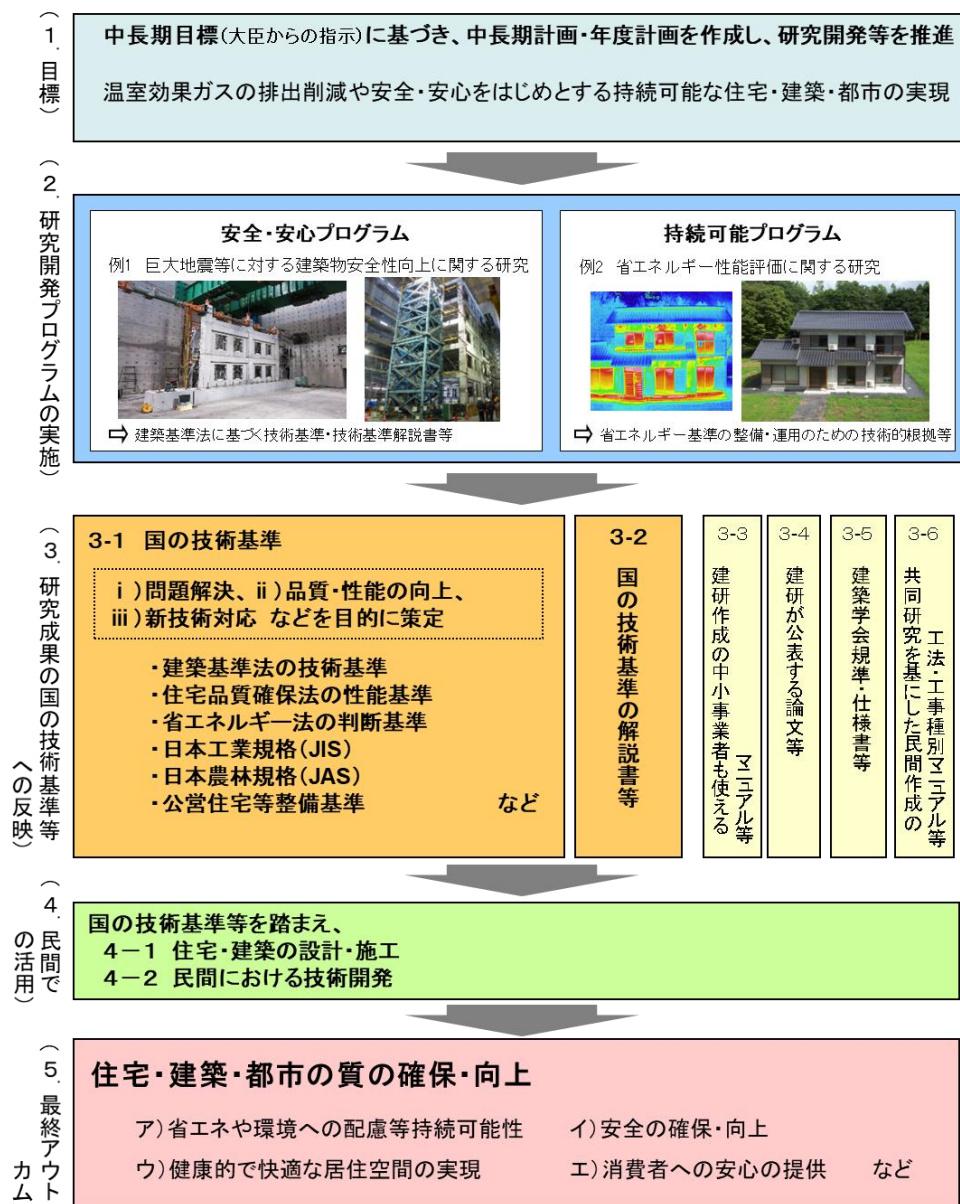 （1．目標）
中長期目標(大臣からの指示)に基づき、中長期計画・年度計画を作成し、研究開発等を推進
温室効果ガスの排出削減や安全・安心をはじめとする持続可能な住宅・建築・都市の実現
（2．研究開発プログラムの実施）
安全・安心プログラム
例1 巨大地震等に対する建築物安全性向上に関する研究
⇨ 建築基準法に基づく技術基準・技術基準解説書等
持続可能プログラム
例2 省エネルギー性能評価に関する研究
⇨ 省エネルギー基準の整備・運用のための技術的根拠等
（3．研究成果の国の技術基準等
への反映）
3-1 国の技術基準
ⅰ)問題解決、ⅱ)品質・性能の向上、
ⅲ)新技術対応 などを目的に策定
・建築基準法の技術基準
・住宅品質確保法の性能基準
・省エネルギー法の判断基準
・日本工業規格(JIS)
・日本農林規格(JAS)
・公営住宅等整備基準 など
3-2
国の技術基準の解説書等
3-3
建研作成の中小事業者も使える
マニュアル等
3-4
建研が公表する論文等
3-5
建築学会規準・仕様書等
3-6
共同研究を基にした民間作成の
工法・工事種別マニュアル等
（4．民間で
の活用）
国の技術基準等を踏まえ、
4－1 住宅・建築の設計・施工
4－2 民間における技術開発
（5．最終アウト
カム
住宅・建築・都市の質の確保・向上
ア)省エネや環境への配慮等持続可能性
イ)安全の確保・向上
ウ)健康的で快適な居住空間の実現
エ)消費者への安心の提供 など